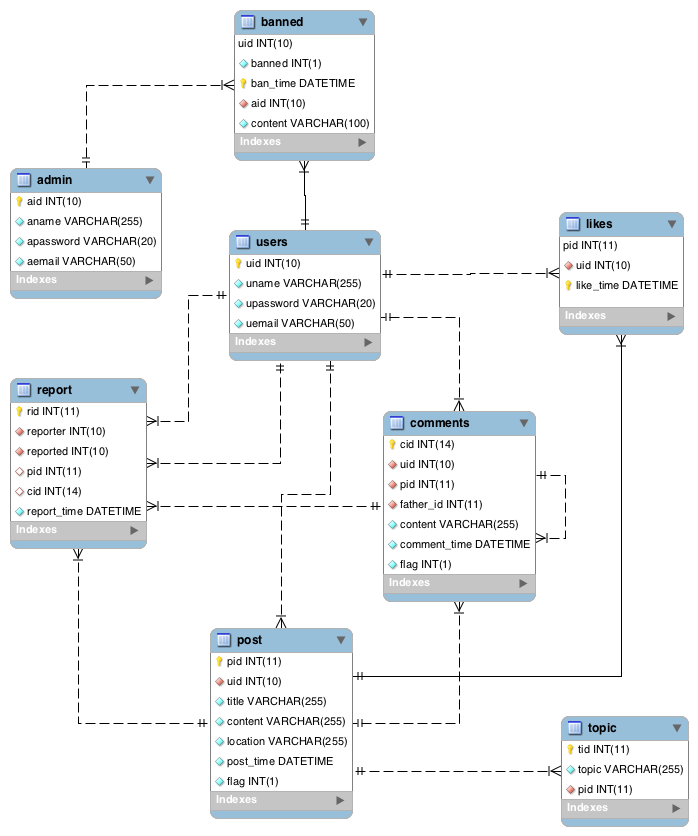 banned
uid INT(10)
banned INT(1)
ban_time DATETIME
aid INT(10)
content VARCHAR(100)
Indexes
admin
aid INT(10)
aname VARCHAR(255)
apassword VARCHAR(20)
aemail VARCHAR(50)
Indexes
users
uid INT(10)
uname VARCHAR(255)
upassword VARCHAR(20)
uemail VARCHAR(50)
Indexes
likes
pid INT(11)
uid INT(10)
like_time DATETIME
Indexes
report
rid INT(11)
reporter INT(10)
reported INT(10)
pid INT(11)
cid INT(14)
report_time DATETIME
Indexes
comments
cid INT(14)
uid INT(10)
pid INT(11)
father_id INT(11)
content VARCHAR(255)
comment_time DATETIME
flag INT(1)
Indexes
post
pid INT(11)
uid INT(10)
title VARCHAR(255)
content VARCHAR(255)
location VARCHAR(255)
post_time DATETIME
flag INT(1)
Indexes
topic
tid INT(11)
topic VARCHAR(255)
pid INT(11)
Indexes